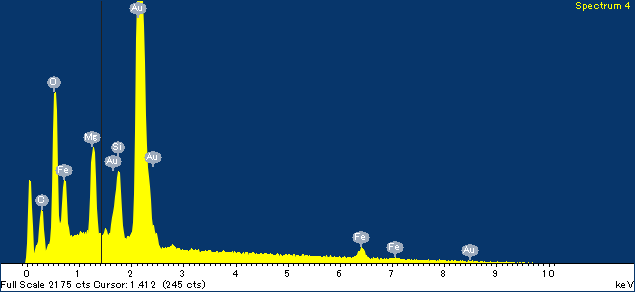 Spectrum 4
Au
O
Mg
Si
Au
Au
Fe
C
Fe
Fe
Au
0 1 2 3 4 5 6 7 8 9 10
Full Scale 2175 cts Cursor: 1.412 (245 cts) keV